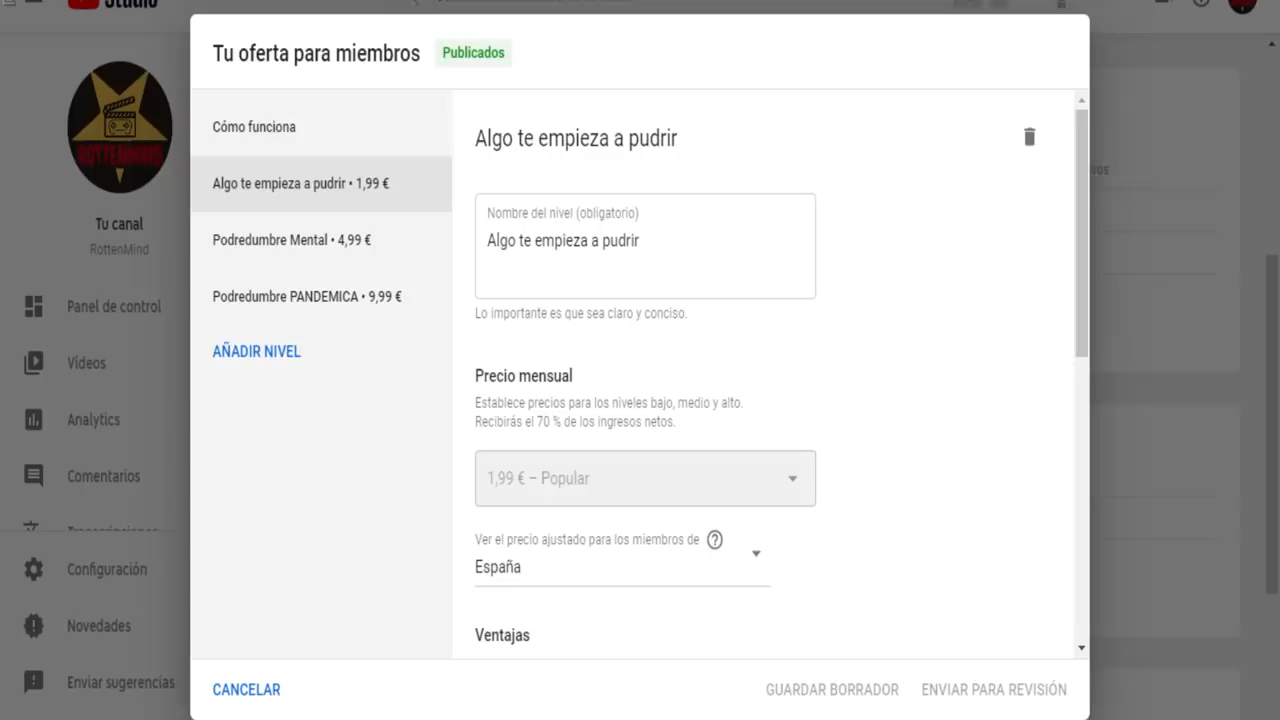 Studio
Tu oferta para miembros
Publicados
Cómo funciona
Algo te empieza a pudrir • 1,99 €
Podredumbre Mental • 4,99 €
Podredumbre PANDEMICA • 9,99 €
AÑADIR NIVEL
Algo te empieza a pudrir
Nombre del nivel (obligatorio)
Algo te empieza a pudrir
Lo importante es que sea claro y conciso.
Precio mensual
Establece precios para los niveles bajo, medio y alto.
Recibirás el 70 % de los ingresos netos.
1,99 € – Popular
Ver el precio ajustado para los miembros de
España
Ventajas
CANCELAR
GUARDAR BORRADOR
ENVIAR PARA REVISIÓN
ROTTENMIND
Tu canal
RottenMind
Panel de control
Vídeos
Analytics
Comentarios
Configuración
Novedades
Enviar sugerencias